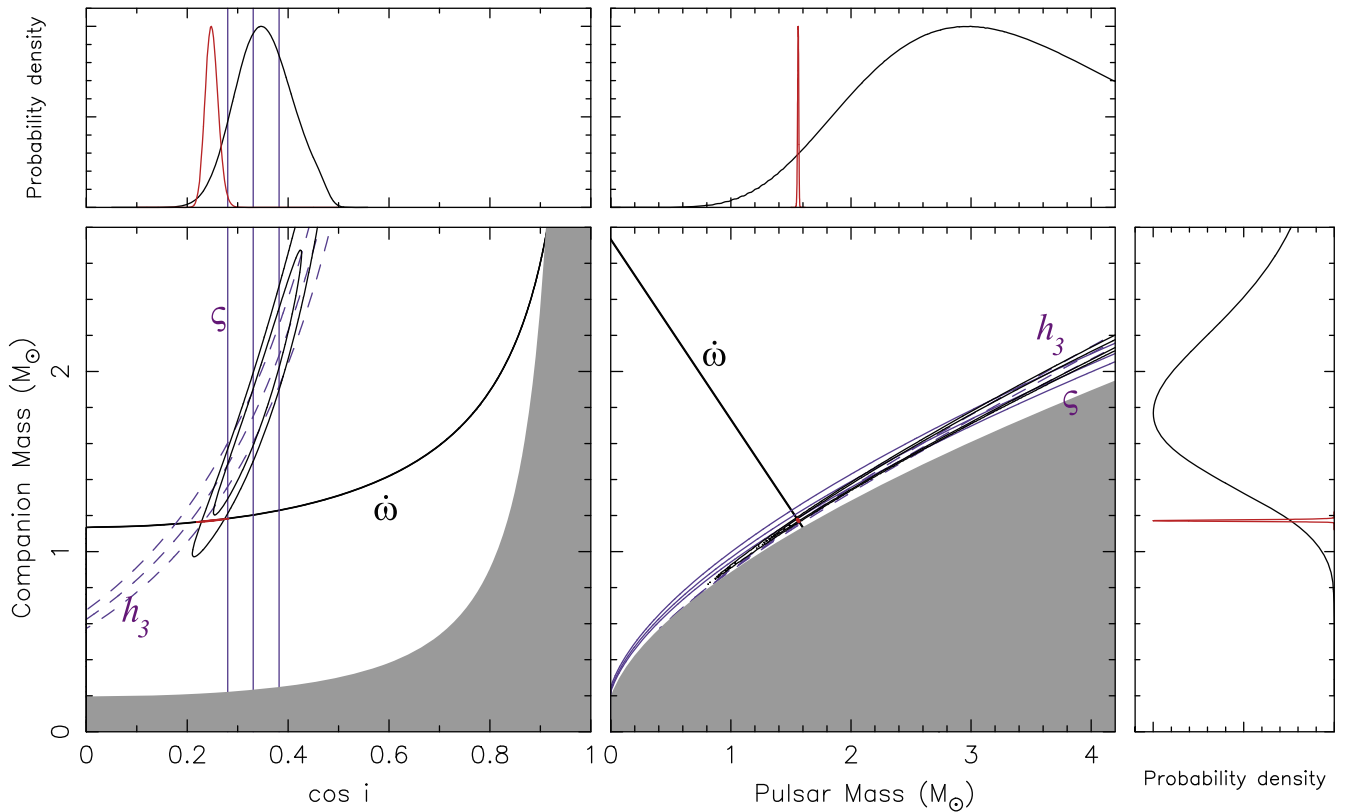 Probability density
ς
ω̇
h₃
0
1
2
Companion Mass (M☉)
0 0.2 0.4 0.6 0.8 1
cos i
ω̇
h₃
ς
0 1 2 3 4
Pulsar Mass (M☉)
Probability density